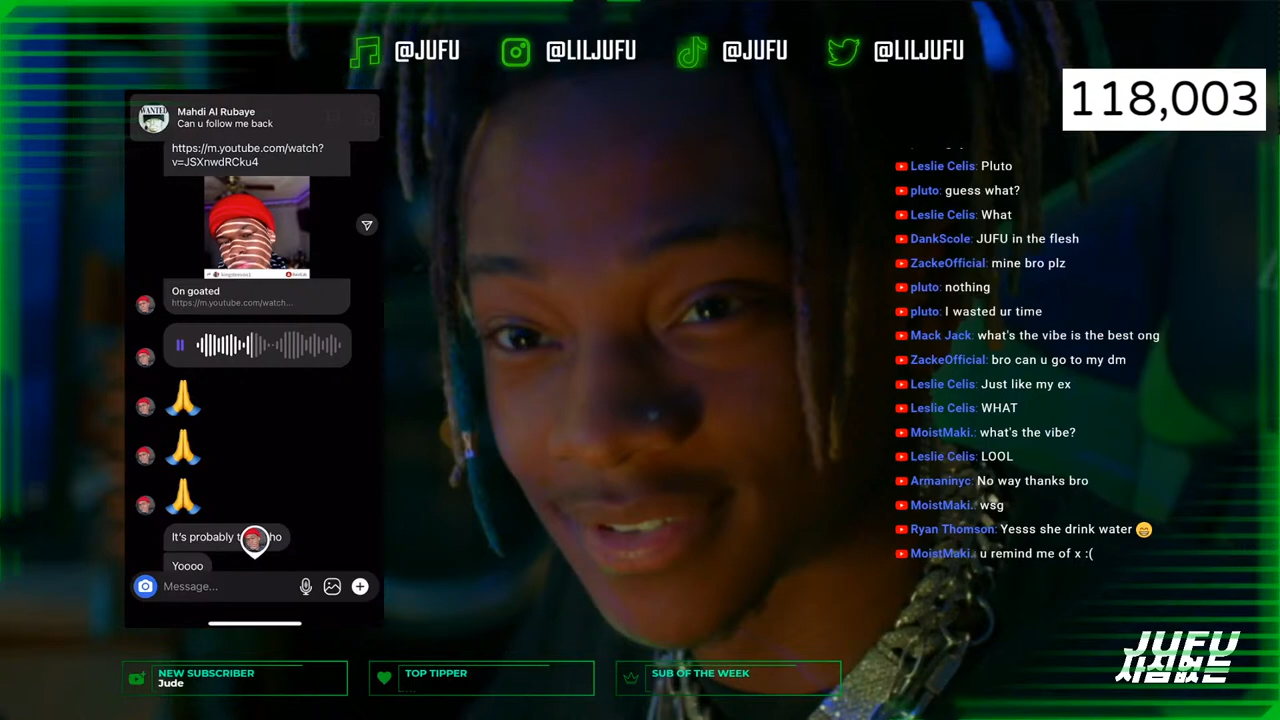 @JUFU
@LILJUFU
@JUFU
@LILJUFU
118,003
Mahdi Al Rubaye
Can u follow me back
https://m.youtube.com/watch?
v=JSXnwdRCku4
On goated
https://m.youtube.com/watch...
It's probably t ho
Yoooo
Message...
Leslie Celis: Pluto
pluto: guess what?
Leslie Celis: What
DankScole: JUFU in the flesh
ZackeOfficial: mine bro plz
pluto: nothing
pluto: I wasted ur time
Mack Jack: what's the vibe is the best ong
ZackeOfficial: bro can u go to my dm
Leslie Celis: Just like my ex
Leslie Celis: WHAT
MoistMaki.: what's the vibe?
Leslie Celis: LOOL
Armaninyc: No way thanks bro
MoistMaki.: wsg
Ryan Thomson: Yesss she drink water 😁
MoistMaki.: u remind me of x :(
NEW SUBSCRIBER
Jude
TOP TIPPER
SUB OF THE WEEK
JUFU
사심없는